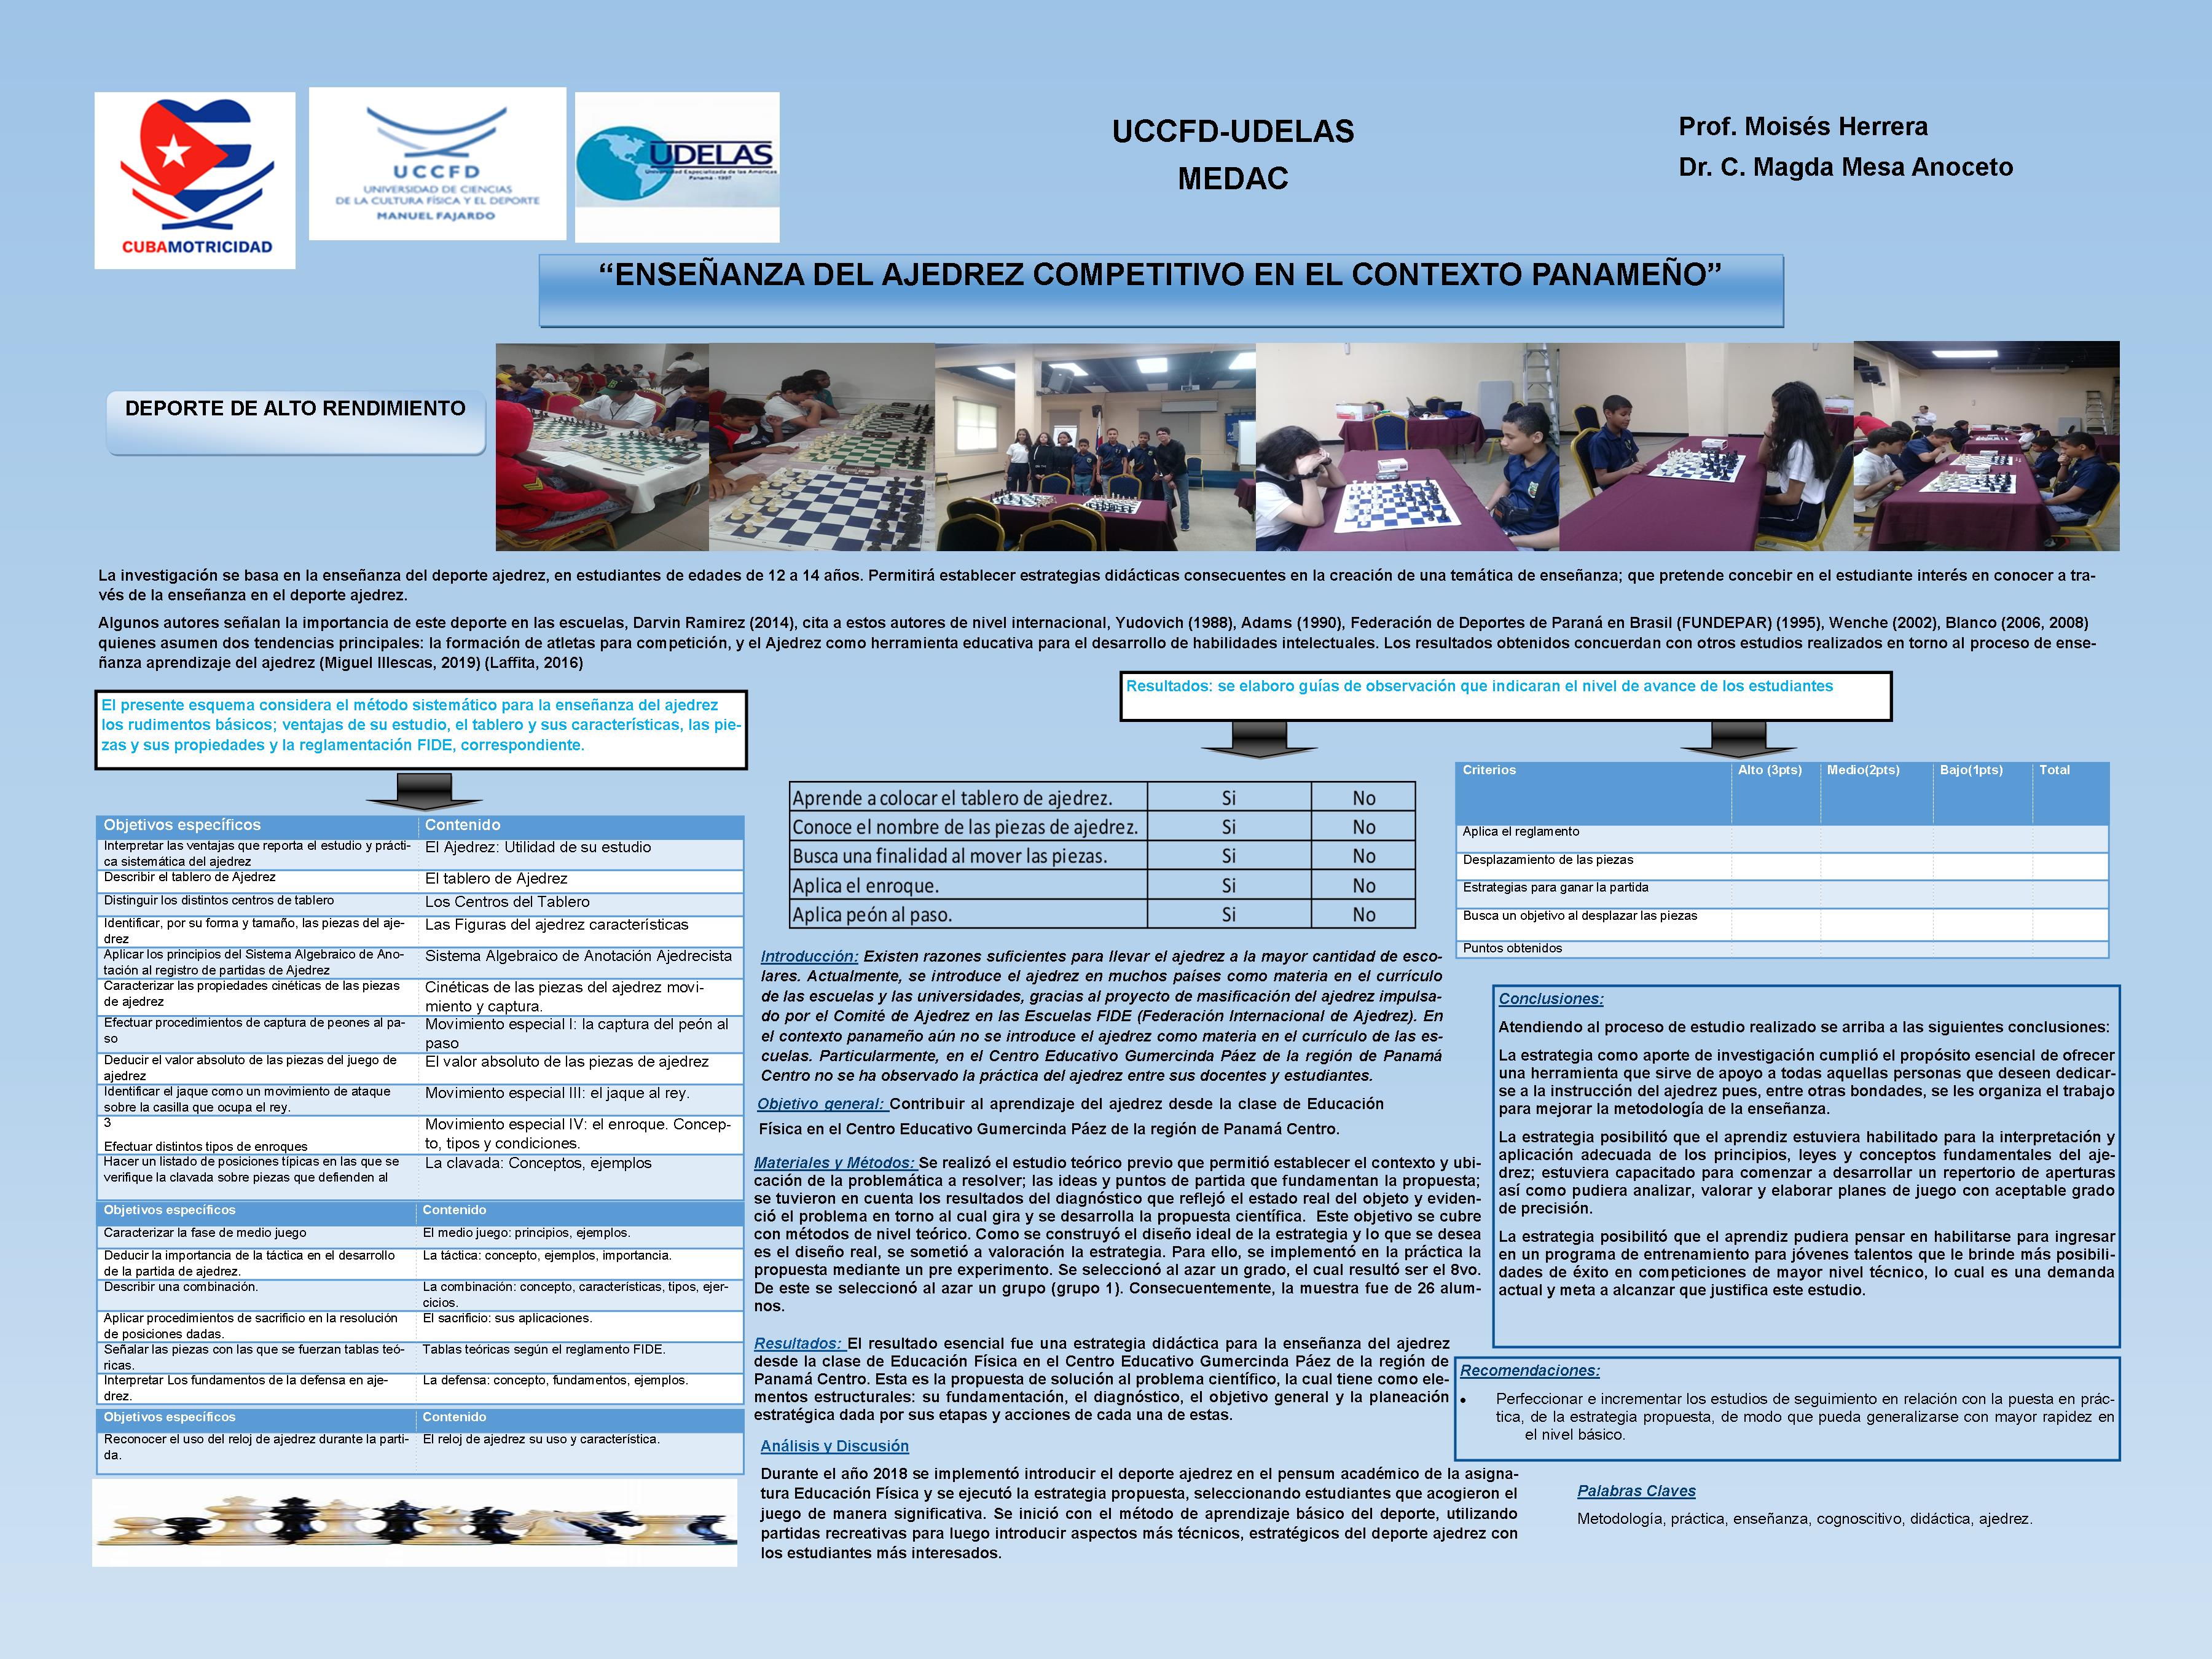 CUBAMOTRICIDAD
UCCFD
UNIVERSIDAD DE CIENCIAS
DE LA CULTURA FÍSICA Y EL DEPORTE
MANUEL FAJARDO
UDELAS
Universidad Especializada de las Americas
Panamá - 1997
UCCFD-UDELAS
MEDAC
Prof. Moisés Herrera
Dr. C. Magda Mesa Anoceto
“ENSEÑANZA DEL AJEDREZ COMPETITIVO EN EL CONTEXTO PANAMEÑO”
DEPORTE DE ALTO RENDIMIENTO
La investigación se basa en la enseñanza del deporte ajedrez, en estudiantes de edades de 12 a 14 años. Permitirá establecer estrategias didácticas consecuentes en la creación de una temática de enseñanza; que pretende concebir en el estudiante interés en conocer a tra-
vés de la enseñanza en el deporte ajedrez.
Algunos autores señalan la importancia de este deporte en las escuelas, Darvin Ramirez (2014), cita a estos autores de nivel internacional, Yudovich (1988), Adams (1990), Federación de Deportes de Paraná en Brasil (FUNDEPAR) (1995), Wenche (2002), Blanco (2006, 2008)
quienes asumen dos tendencias principales: la formación de atletas para competición, y el Ajedrez como herramienta educativa para el desarrollo de habilidades intelectuales. Los resultados obtenidos concuerdan con otros estudios realizados en torno al proceso de ense-
ñanza aprendizaje del ajedrez (Miguel Illescas, 2019) (Laffita, 2016)
El presente esquema considera el método sistemático para la enseñanza del ajedrez
los rudimentos básicos; ventajas de su estudio, el tablero y sus características, las pie-
zas y sus propiedades y la reglamentación FIDE, correspondiente.
Objetivos específicos Contenido
Interpretar las ventajas que reporta el estudio y prácti- El Ajedrez: Utilidad de su estudio
ca sistemática del ajedrez
Describir el tablero de Ajedrez El tablero de Ajedrez
Distinguir los distintos centros de tablero Los Centros del Tablero
Identificar, por su forma y tamaño, las piezas del aje- Las Figuras del ajedrez características
drez
Aplicar los principios del Sistema Algebraico de Ano- Sistema Algebraico de Anotación Ajedrecista
tación al registro de partidas de Ajedrez
Caracterizar las propiedades cinéticas de las piezas Cinéticas de las piezas del ajedrez movi-
de ajedrez miento y captura.
Efectuar procedimientos de captura de peones al pa- Movimiento especial I: la captura del peón al
so paso
Deducir el valor absoluto de las piezas del juego de El valor absoluto de las piezas de ajedrez
ajedrez
Identificar el jaque como un movimiento de ataque Movimiento especial III: el jaque al rey.
sobre la casilla que ocupa el rey.
3 Movimiento especial IV: el enroque. Concep-
Efectuar distintos tipos de enroques to, tipos y condiciones.
Hacer un listado de posiciones típicas en las que se La clavada: Conceptos, ejemplos
verifique la clavada sobre piezas que defienden al
Objetivos específicos Contenido
Caracterizar la fase de medio juego El medio juego: principios, ejemplos.
Deducir la importancia de la táctica en el desarrollo La táctica: concepto, ejemplos, importancia.
de la partida de ajedrez.
Describir una combinación. La combinación: concepto, características, tipos, ejer-
cicios.
Aplicar procedimientos de sacrificio en la resolución El sacrificio: sus aplicaciones.
de posiciones dadas.
Señalar las piezas con las que se fuerzan tablas teó- Tablas teóricas según el reglamento FIDE.
ricas.
Interpretar Los fundamentos de la defensa en aje- La defensa: concepto, fundamentos, ejemplos.
drez.
Objetivos específicos Contenido
Reconocer el uso del reloj de ajedrez durante la parti- El reloj de ajedrez su uso y característica.
da.
Resultados: se elaboro guías de observación que indicaran el nivel de avance de los estudiantes
Aprende a colocar el tablero de ajedrez. Si No
Conoce el nombre de las piezas de ajedrez. Si No
Busca una finalidad al mover las piezas. Si No
Aplica el enroque. Si No
Aplica peón al paso. Si No
Criterios Alto (3pts) Medio(2pts) Bajo(1pts) Total
Aplica el reglamento
Desplazamiento de las piezas
Estrategias para ganar la partida
Busca un objetivo al desplazar las piezas
Puntos obtenidos
Introducción: Existen razones suficientes para llevar el ajedrez a la mayor cantidad de esco-
lares. Actualmente, se introduce el ajedrez en muchos países como materia en el currículo
de las escuelas y las universidades, gracias al proyecto de masificación del ajedrez impulsa-
do por el Comité de Ajedrez en las Escuelas FIDE (Federación Internacional de Ajedrez). En
el contexto panameño aún no se introduce el ajedrez como materia en el currículo de las es-
cuelas. Particularmente, en el Centro Educativo Gumercinda Páez de la región de Panamá
Centro no se ha observado la práctica del ajedrez entre sus docentes y estudiantes.
Objetivo general: Contribuir al aprendizaje del ajedrez desde la clase de Educación
Física en el Centro Educativo Gumercinda Páez de la región de Panamá Centro.
Materiales y Métodos: Se realizó el estudio teórico previo que permitió establecer el contexto y ubi-
cación de la problemática a resolver; las ideas y puntos de partida que fundamentan la propuesta;
se tuvieron en cuenta los resultados del diagnóstico que reflejó el estado real del objeto y eviden-
ció el problema en torno al cual gira y se desarrolla la propuesta científica. Este objetivo se cubre
con métodos de nivel teórico. Como se construyó el diseño ideal de la estrategia y lo que se desea
es el diseño real, se sometió a valoración la estrategia. Para ello, se implementó en la práctica la
propuesta mediante un pre experimento. Se seleccionó al azar un grado, el cual resultó ser el 8vo.
De este se seleccionó al azar un grupo (grupo 1). Consecuentemente, la muestra fue de 26 alum-
nos.
Resultados: El resultado esencial fue una estrategia didáctica para la enseñanza del ajedrez
desde la clase de Educación Física en el Centro Educativo Gumercinda Páez de la región de
Panamá Centro. Esta es la propuesta de solución al problema científico, la cual tiene como ele-
mentos estructurales: su fundamentación, el diagnóstico, el objetivo general y la planeación
estratégica dada por sus etapas y acciones de cada una de estas.
Análisis y Discusión
Durante el año 2018 se implementó introducir el deporte ajedrez en el pensum académico de la asigna-
tura Educación Física y se ejecutó la estrategia propuesta, seleccionando estudiantes que acogieron el
juego de manera significativa. Se inició con el método de aprendizaje básico del deporte, utilizando
partidas recreativas para luego introducir aspectos más técnicos, estratégicos del deporte ajedrez con
los estudiantes más interesados.
Conclusiones:
Atendiendo al proceso de estudio realizado se arriba a las siguientes conclusiones:
La estrategia como aporte de investigación cumplió el propósito esencial de ofrecer
una herramienta que sirve de apoyo a todas aquellas personas que deseen dedicar-
se a la instrucción del ajedrez pues, entre otras bondades, se les organiza el trabajo
para mejorar la metodología de la enseñanza.
La estrategia posibilitó que el aprendiz estuviera habilitado para la interpretación y
aplicación adecuada de los principios, leyes y conceptos fundamentales del aje-
drez; estuviera capacitado para comenzar a desarrollar un repertorio de aperturas
así como pudiera analizar, valorar y elaborar planes de juego con aceptable grado
de precisión.
La estrategia posibilitó que el aprendiz pudiera pensar en habilitarse para ingresar
en un programa de entrenamiento para jóvenes talentos que le brinde más posibili-
dades de éxito en competiciones de mayor nivel técnico, lo cual es una demanda
actual y meta a alcanzar que justifica este estudio.
Recomendaciones:
• Perfeccionar e incrementar los estudios de seguimiento en relación con la puesta en prác-
tica, de la estrategia propuesta, de modo que pueda generalizarse con mayor rapidez en
el nivel básico.
Palabras Claves
Metodología, práctica, enseñanza, cognoscitivo, didáctica, ajedrez.